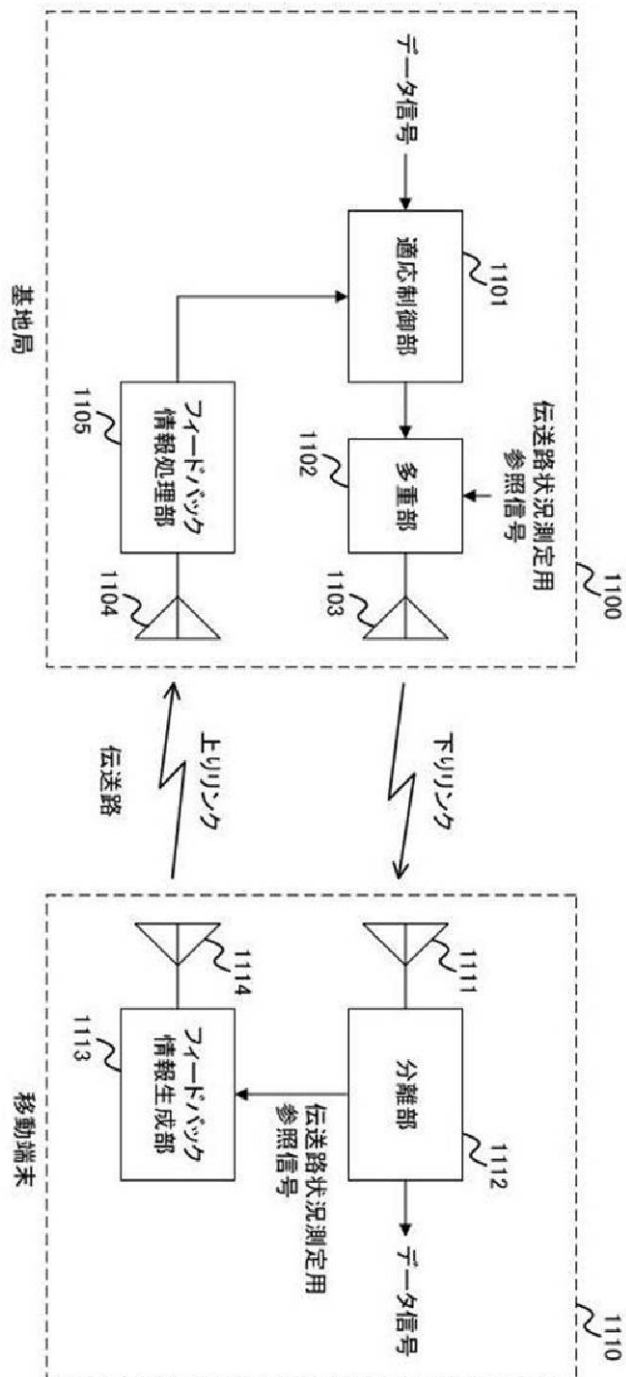 1100
伝送路状況測定用
参照信号
データ信号
適応制御部
1101
多重部
1102
1103
フィードバック
情報処理部
1105
1104
基地局
下りリンク
上りリンク
伝送路
1110
1111
分離部
1112
データ信号
伝送路状況測定用
参照信号
1114
フィードバック
情報生成部
1113
移動端末